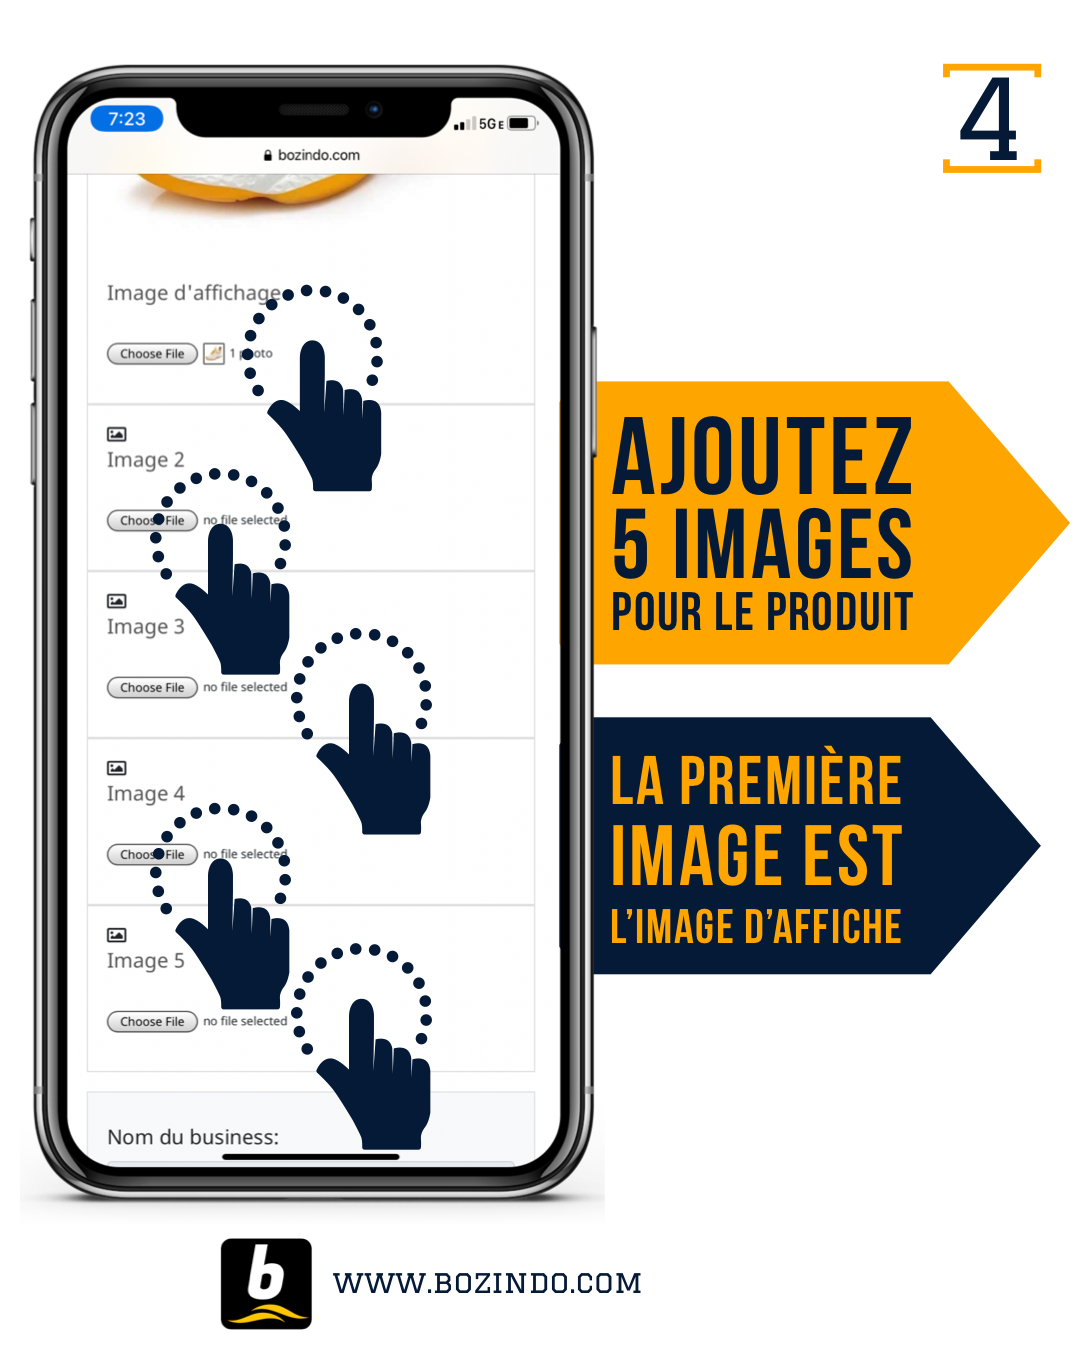 4
7:23
5G E
bozindo.com
Image d'affichage
Choose File 1 photo
Image 2
Choose File no file selected
Image 3
Choose File no file selected
Image 4
Choose File no file selected
Image 5
Choose File no file selected
Nom du business:
AJOUTEZ
5 IMAGES
POUR LE PRODUIT
LA PREMIÈRE
IMAGE EST
L'IMAGE D'AFFICHE
b
WWW.BOZINDO.COM